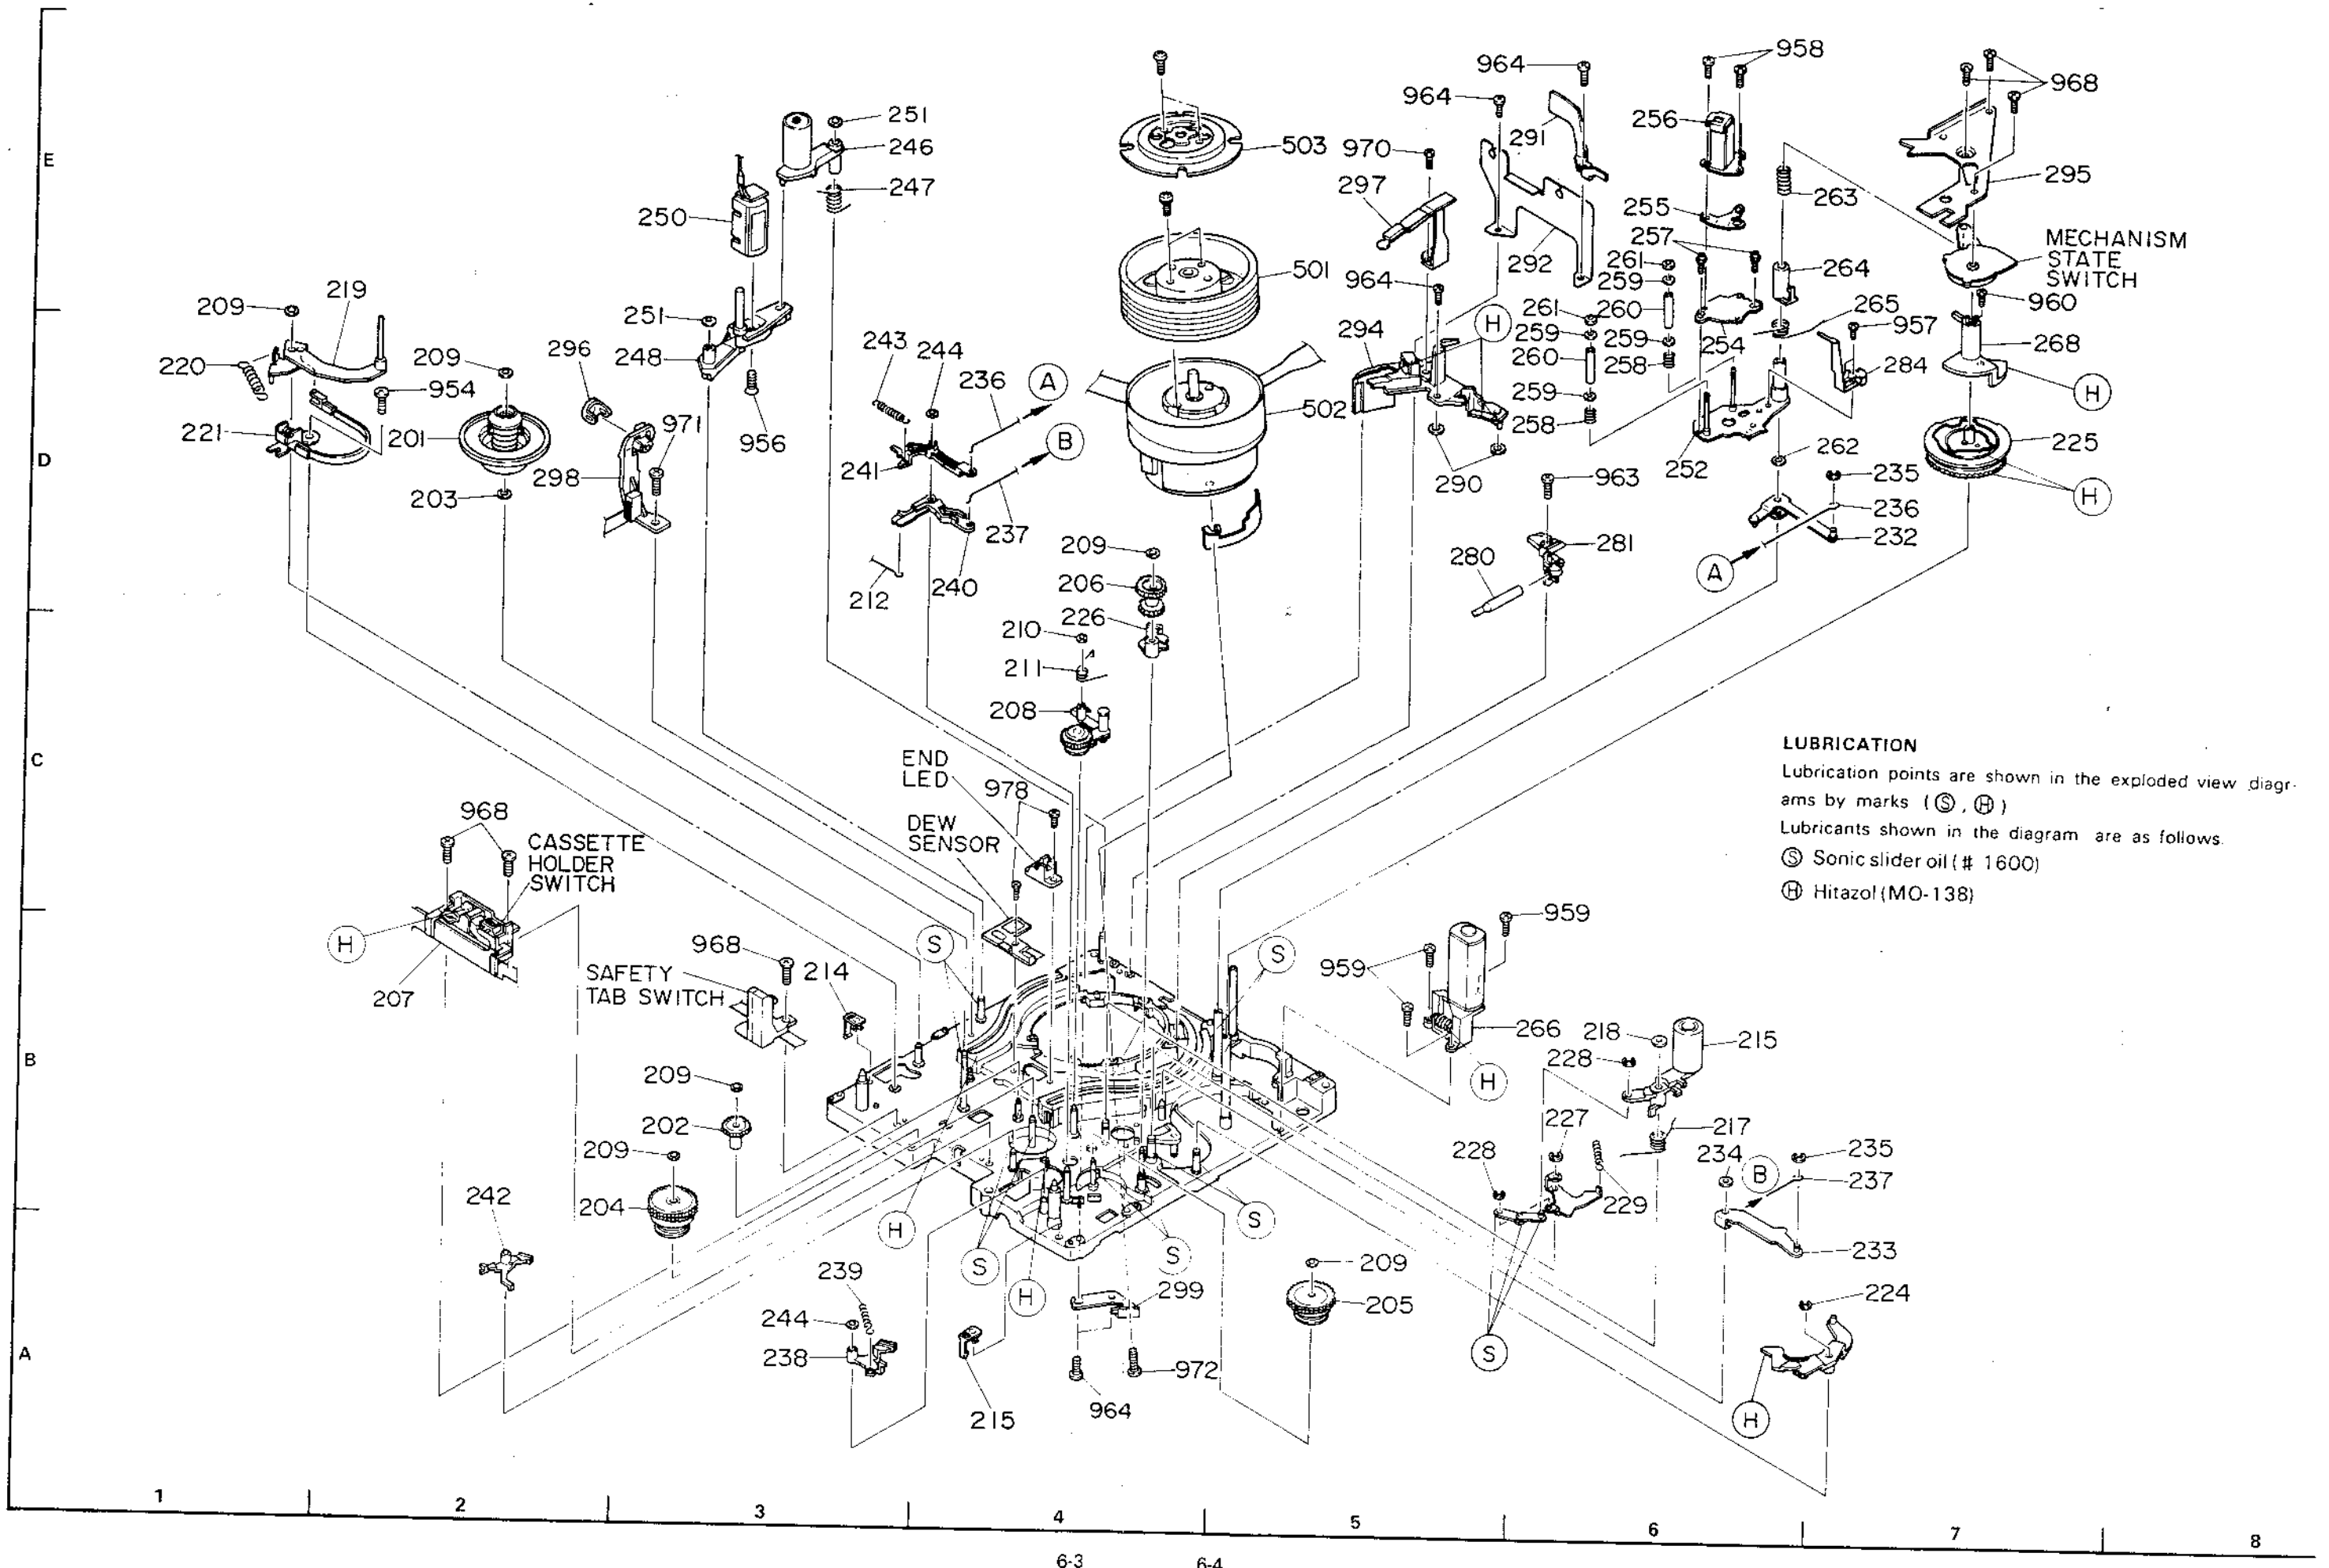 958
964
968
964
251
256
291
E
246
503
970
247
297
263
295
250
255
257
MECHANISM
STATE
SWITCH
501
292
261
264
219
259
964
209
251
261
260
265
960
957
296
243
244
294
H
259
259
268
220
209
248
236
A
260
258
254
284
954
502
259
H
221
201
971
956
B
258
262
225
D
241
290
252
235
298
963
203
H
237
236
209
281
232
280
240
206
A
212
210
226
211
208
END
LED
C
978
LUBRICATION
Lubrication points are shown in the exploded view diagr-
ams by marks (Ⓢ, Ⓗ)
Lubricants shown in the diagram are as follows.
Ⓢ Sonic slider oil (# 1600)
Ⓗ Hitazol (MO-138)
968
DEW
SENSOR
CASSETTE
HOLDER
SWITCH
959
H
968
S
S
959
214
SAFETY
TAB SWITCH
207
266
218
215
B
228
209
H
202
227
217
209
228
234
B
235
237
242
204
229
H
S
S
S
233
239
209
H
299
205
224
244
238
S
A
972
215
964
H
1
2
3
4
5
6
7
8
6-3
6-4